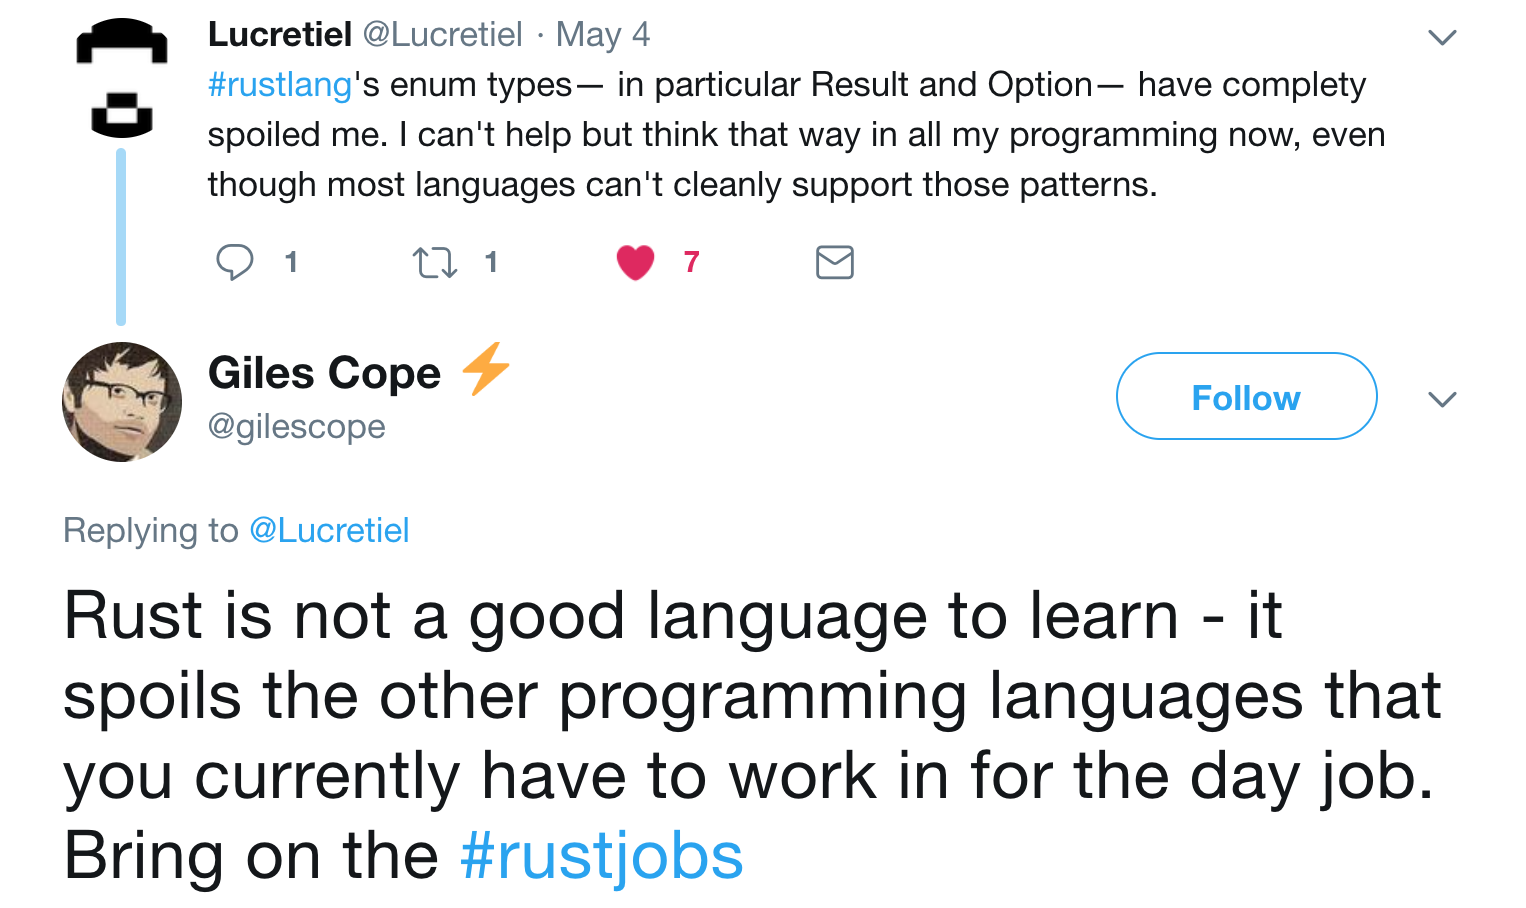 Lucretiel @Lucretiel · May 4
#rustlang's enum types— in particular Result and Option— have complety
spoiled me. I can't help but think that way in all my programming now, even
though most languages can't cleanly support those patterns.
1 1 7
Giles Cope ⚡
@gilescope
Follow
Replying to @Lucretiel
Rust is not a good language to learn - it
spoils the other programming languages that
you currently have to work in for the day job.
Bring on the #rustjobs